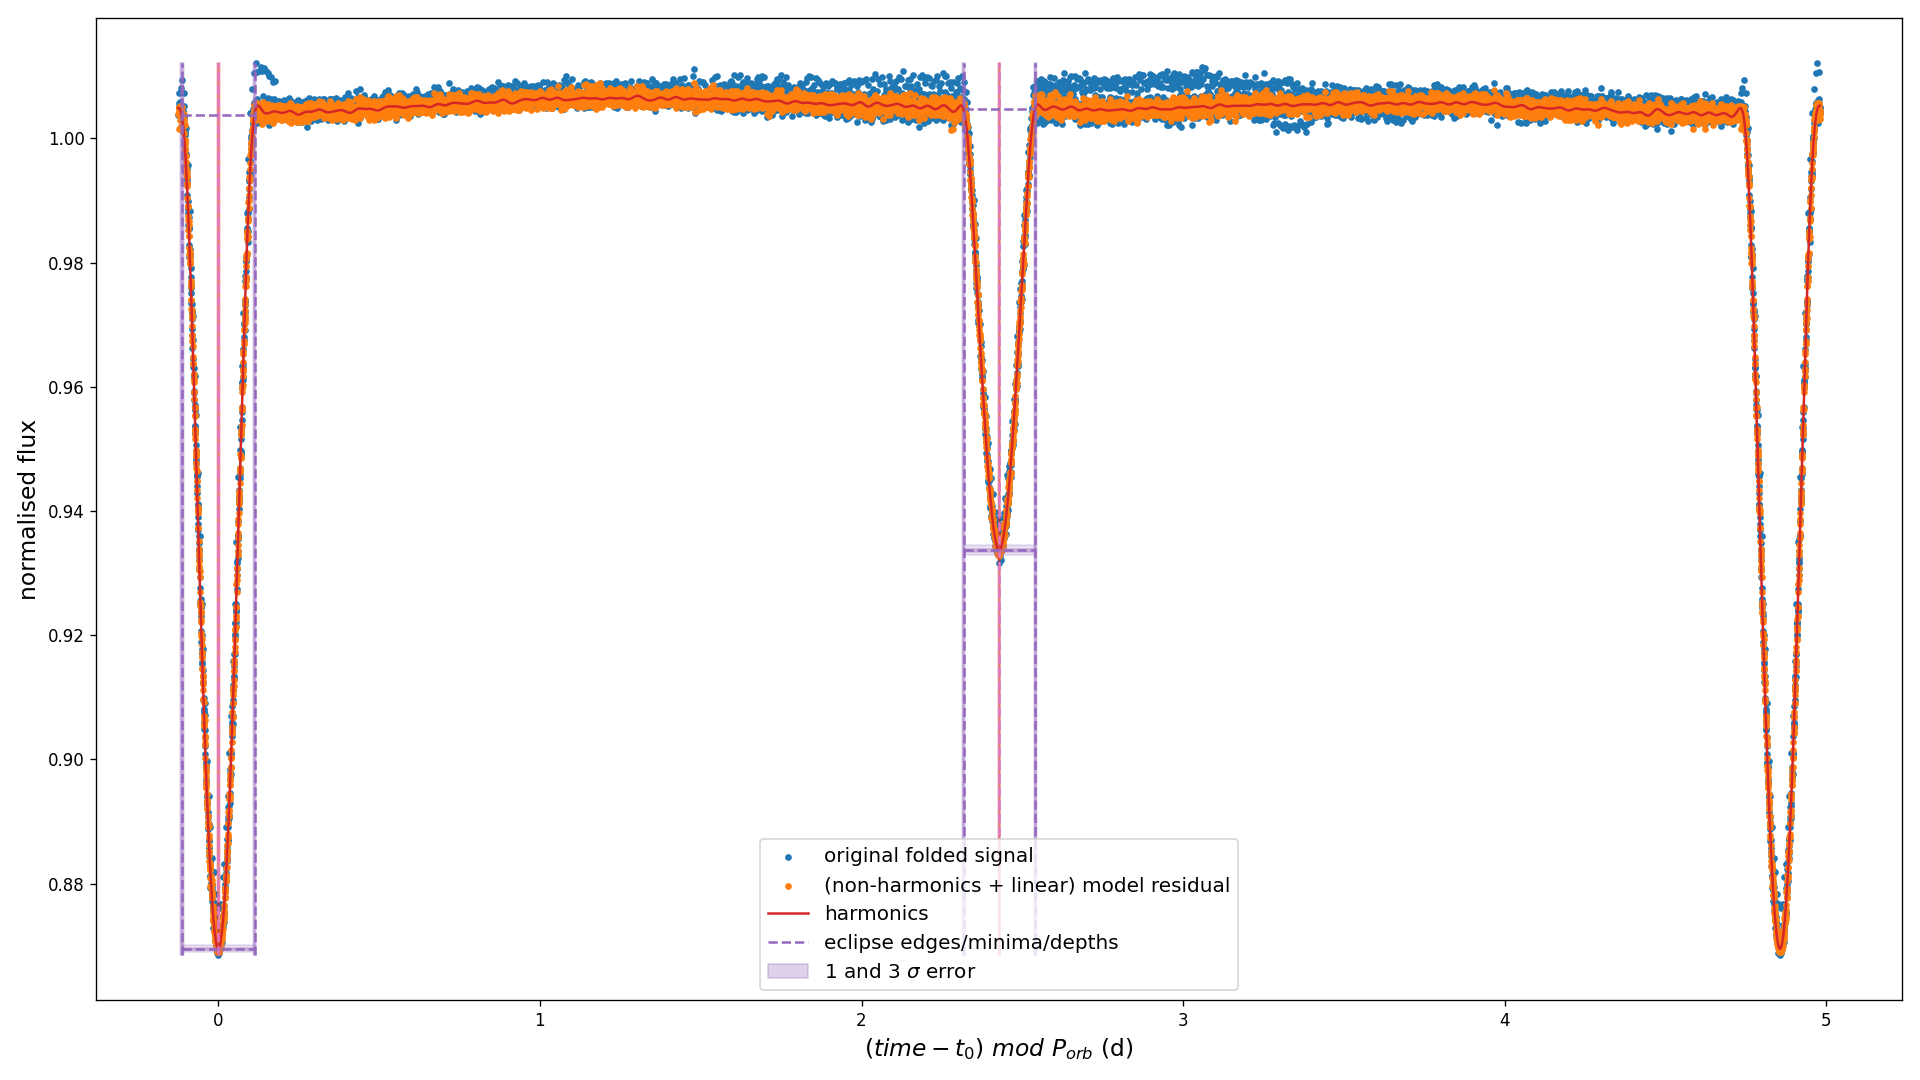 normalised flux
1.00
0.98
0.96
0.94
0.92
0.90
0.88
original folded signal
(non-harmonics + linear) model residual
harmonics
eclipse edges/minima/depths
1 and 3 σ error
0 1 2 3 4 5
(time − t₀) mod Pₒᵣᵦ (d)